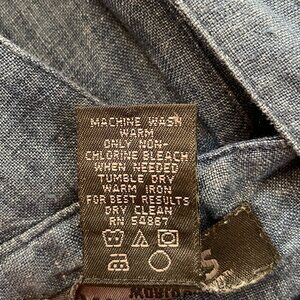 MACHINE WASH
WARM
ONLY NON-
CHLORINE BLEACH
WHEN NEEDED
TUMBLE DRY
WARM IRON
FOR BEST RESULTS
DRY CLEAN
RN 54867